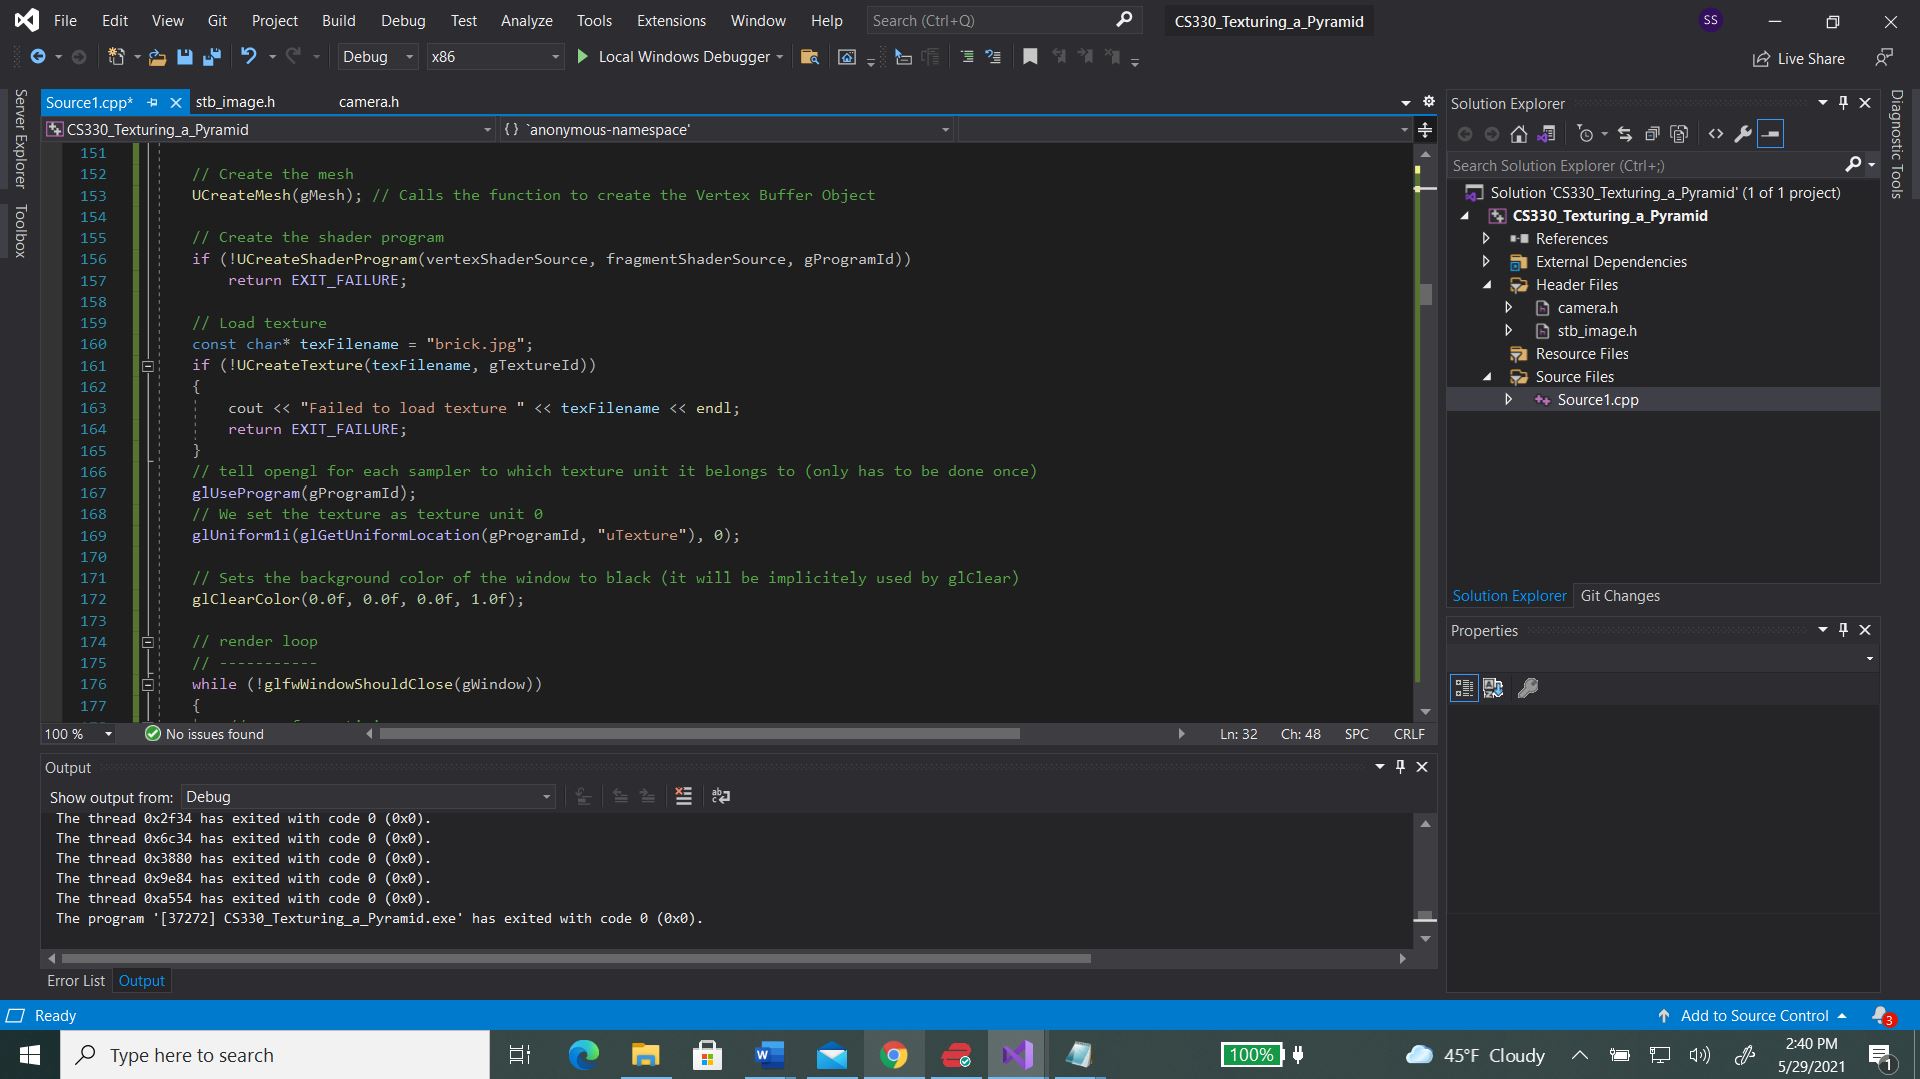 File Edit View Git Project Build Debug Test Analyze Tools Extensions Window Help Search (Ctrl+Q) CS330_Texturing_a_Pyramid SS
Debug x86 Local Windows Debugger Live Share
Server Explorer
Toolbox
Source1.cpp* stb_image.h camera.h
CS330_Texturing_a_Pyramid {} `anonymous-namespace'
151
152 // Create the mesh
153 UCreateMesh(gMesh); // Calls the function to create the Vertex Buffer Object
154
155 // Create the shader program
156 if (!UCreateShaderProgram(vertexShaderSource, fragmentShaderSource, gProgramId))
157 return EXIT_FAILURE;
158
159 // Load texture
160 const char* texFilename = "brick.jpg";
161 if (!UCreateTexture(texFilename, gTextureId))
162 {
163 cout << "Failed to load texture " << texFilename << endl;
164 return EXIT_FAILURE;
165 }
166 // tell opengl for each sampler to which texture unit it belongs to (only has to be done once)
167 glUseProgram(gProgramId);
168 // We set the texture as texture unit 0
169 glUniform1i(glGetUniformLocation(gProgramId, "uTexture"), 0);
170
171 // Sets the background color of the window to black (it will be implicitely used by glClear)
172 glClearColor(0.0f, 0.0f, 0.0f, 1.0f);
173
174 // render loop
175 // -----------
176 while (!glfwWindowShouldClose(gWindow))
177 {
100 % No issues found Ln: 32 Ch: 48 SPC CRLF
Output
Show output from: Debug
The thread 0x2f34 has exited with code 0 (0x0).
The thread 0x6c34 has exited with code 0 (0x0).
The thread 0x3880 has exited with code 0 (0x0).
The thread 0x9e84 has exited with code 0 (0x0).
The thread 0xa554 has exited with code 0 (0x0).
The program '[37272] CS330_Texturing_a_Pyramid.exe' has exited with code 0 (0x0).
Error List Output
Solution Explorer
Search Solution Explorer (Ctrl+;)
Solution 'CS330_Texturing_a_Pyramid' (1 of 1 project)
CS330_Texturing_a_Pyramid
References
External Dependencies
Header Files
camera.h
stb_image.h
Resource Files
Source Files
Source1.cpp
Solution Explorer Git Changes
Properties
Diagnostic Tools
Ready Add to Source Control 3
Type here to search 100% 45°F Cloudy 2:40 PM
5/29/2021 1